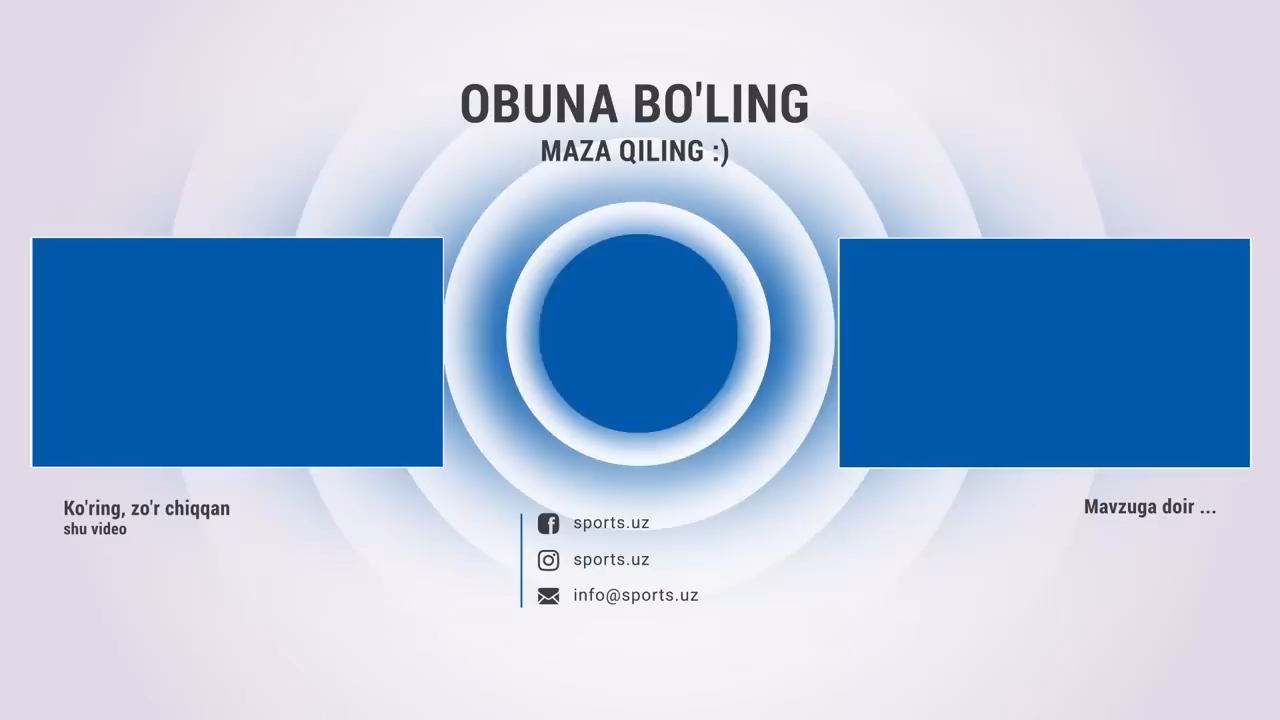 OBUNA BO'LING
MAZA QILING :)
Ko'ring, zo'r chiqqan
shu video
Mavzuga doir ...
sports.uz
sports.uz
info@sports.uz